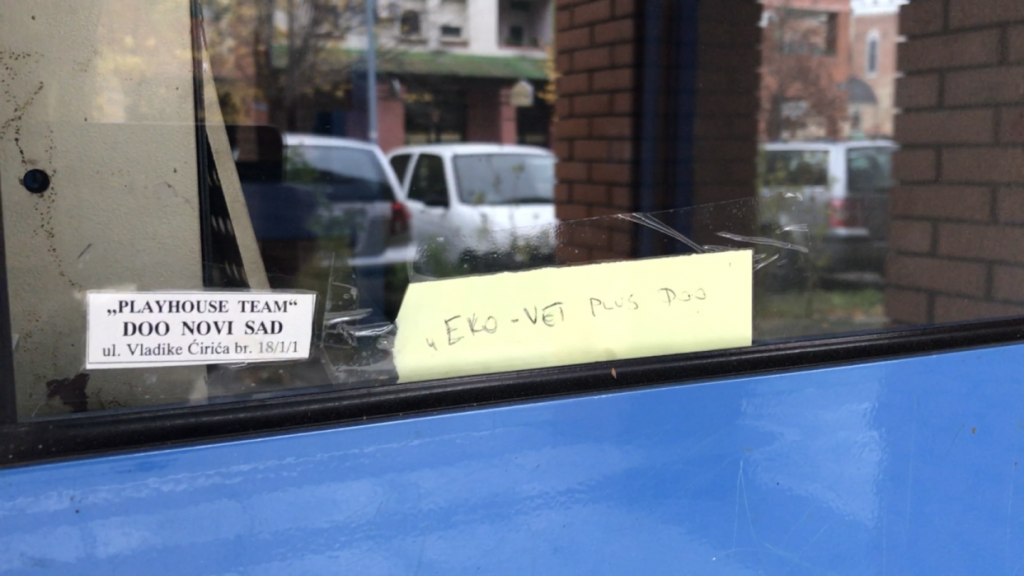 „PLAYHOUSE TEAM“
DOO NOVI SAD
ul. Vladike Ćirića br. 18/1/1
„EKO-VET PLUS DOO